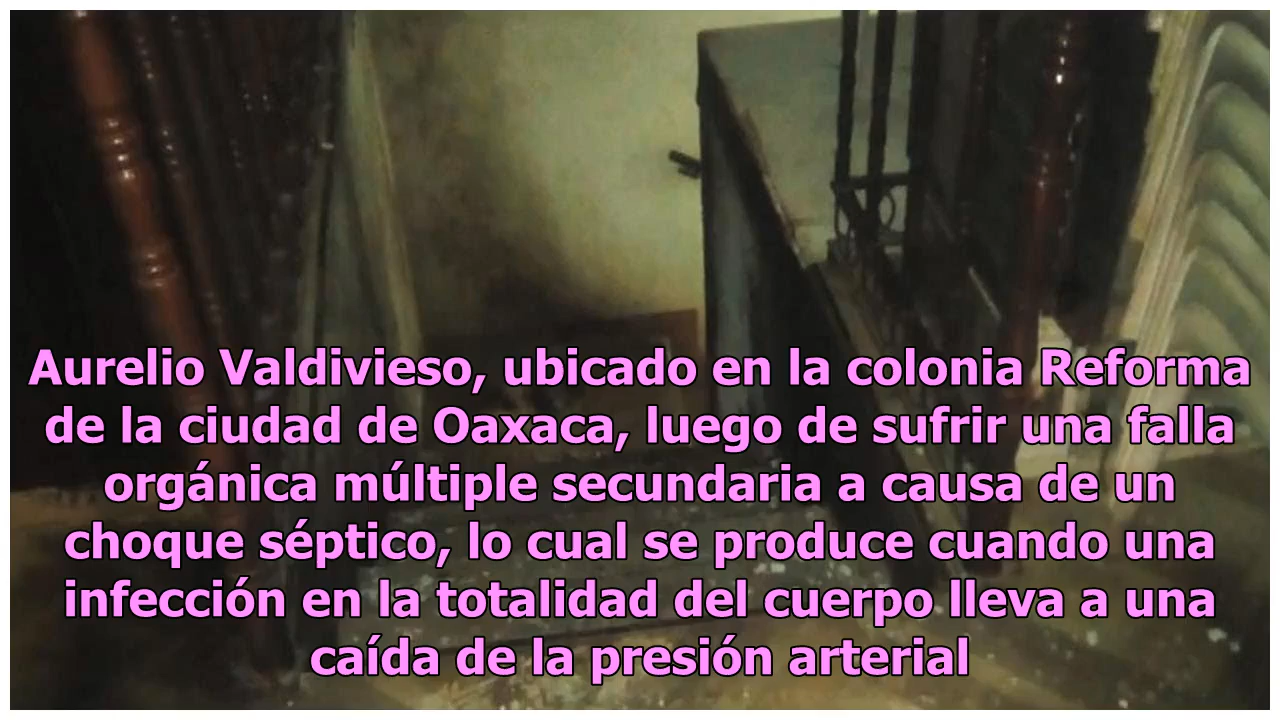 Aurelio Valdivieso, ubicado en la colonia Reforma
de la ciudad de Oaxaca, luego de sufrir una falla
orgánica múltiple secundaria a causa de un
choque séptico, lo cual se produce cuando una
infección en la totalidad del cuerpo lleva a una
caída de la presión arterial